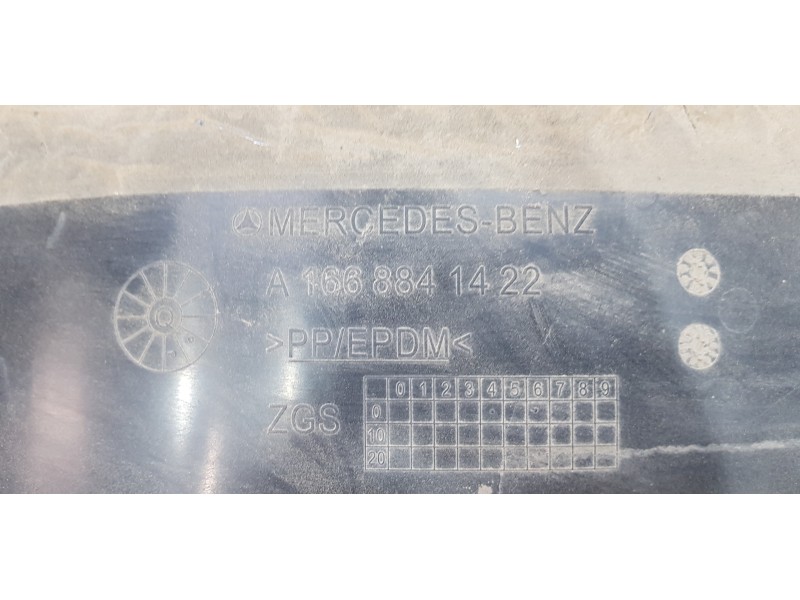 MERCEDES-BENZ
A 166 884 14 22
>PP/EPDM<
ZGS
0 1 2 3 4 5 6 7 8 9
0
10
20